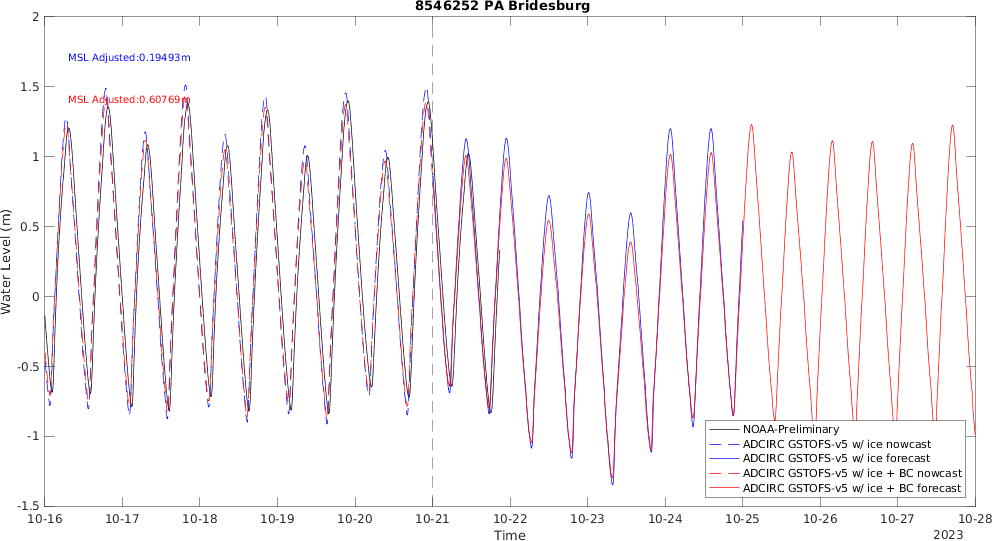 8546252 PA Bridesburg
MSL Adjusted:0.19493m
MSL Adjusted:0.60769m
Water Level (m)
2
1.5
1
0.5
0
-0.5
-1
-1.5
NOAA-Preliminary
ADCIRC GSTOFS-v5 w/ ice nowcast
ADCIRC GSTOFS-v5 w/ ice forecast
ADCIRC GSTOFS-v5 w/ ice + BC nowcast
ADCIRC GSTOFS-v5 w/ ice + BC forecast
10-16 10-17 10-18 10-19 10-20 10-21 10-22 10-23 10-24 10-25 10-26 10-27 10-28
Time
2023